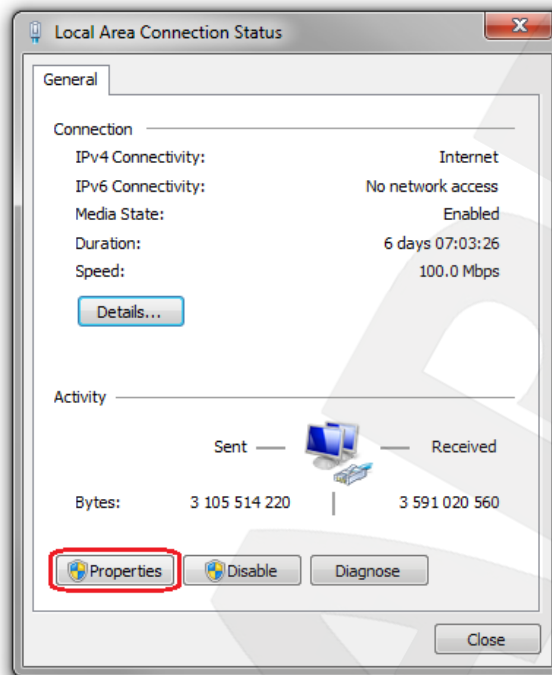 Local Area Connection Status
General
Connection
IPv4 Connectivity: Internet
IPv6 Connectivity: No network access
Media State: Enabled
Duration: 6 days 07:03:26
Speed: 100.0 Mbps
Details...
Activity
Sent Received
Bytes: 3 105 514 220 3 591 020 560
Properties Disable Diagnose
Close